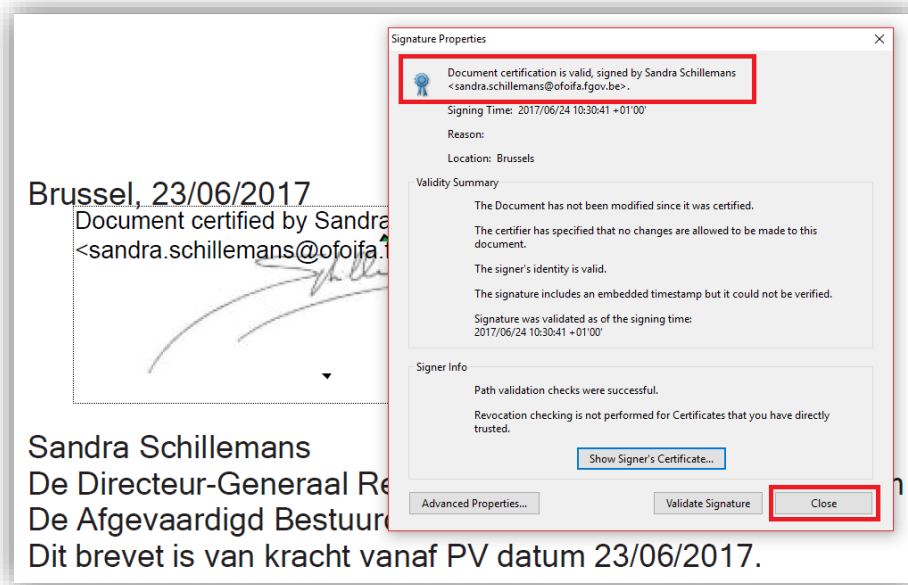 Signature Properties
Document certification is valid, signed by Sandra Schillemans
<sandra.schillemans@ofoifa.fgov.be>.
Signing Time: 2017/06/24 10:30:41 +01'00'
Reason:
Location: Brussels
Validity Summary
The Document has not been modified since it was certified.
The certifier has specified that no changes are allowed to be made to this
document.
The signer's identity is valid.
The signature includes an embedded timestamp but it could not be verified.
Signature was validated as of the signing time:
2017/06/24 10:30:41 +01'00'
Signer Info
Path validation checks were successful.
Revocation checking is not performed for Certificates that you have directly
trusted.
Show Signer's Certificate...
Advanced Properties...
Validate Signature
Close
Brussel, 23/06/2017
Document certified by Sandra
<sandra.schillemans@ofoifa.f
Sandra Schillemans
De Directeur-Generaal Re
De Afgevaardigd Bestuur
Dit brevet is van kracht vanaf PV datum 23/06/2017.